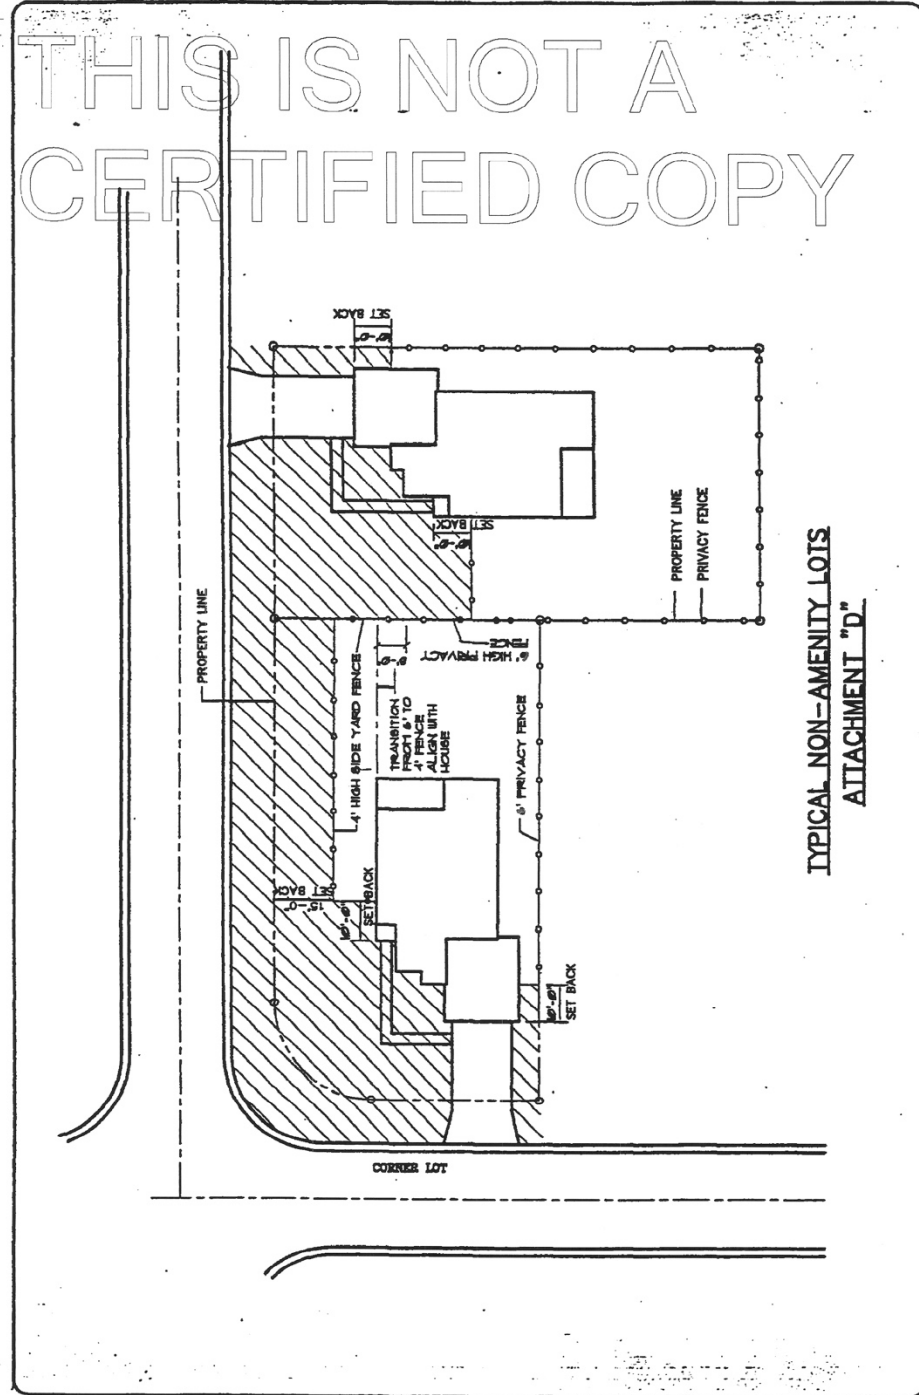 THIS IS NOT A
CERTIFIED COPY
10'-0"
SET BACK
10'-0"
SET BACK
PROPERTY LINE
PRIVACY FENCE
PROPERTY LINE
6' HIGH PRIVACY
FENCE
8'-0"
4' HIGH SIDE YARD FENCE
TRANSITION
FROM 6' TO
4' FENCE
ALIGN WITH
HOUSE
6' PRIVACY FENCE
15'-0"
SET BACK
10'-0"
SET BACK
10'-0"
SET BACK
CORNER LOT
TYPICAL NON-AMENITY LOTS
ATTACHMENT "D"